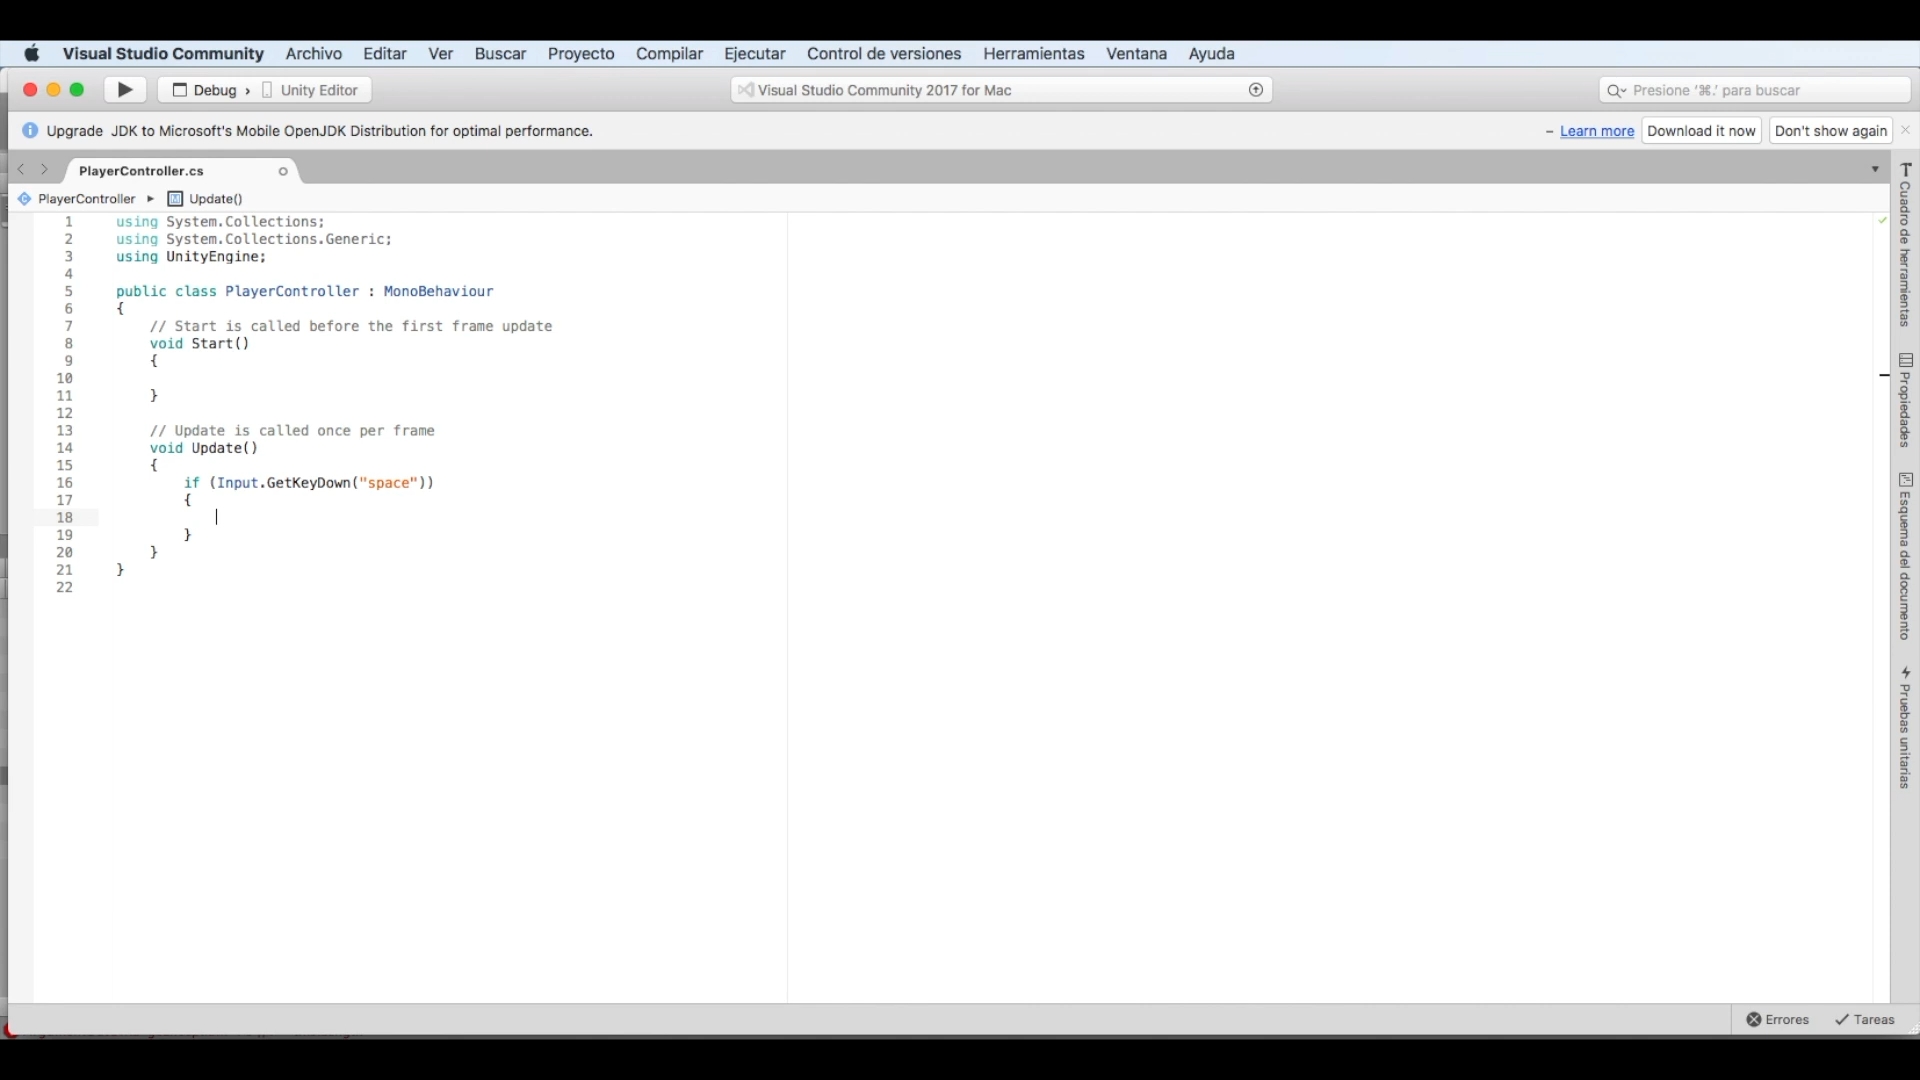 Visual Studio Community Archivo Editar Ver Buscar Proyecto Compilar Ejecutar Control de versiones Herramientas Ventana Ayuda
Debug › Unity Editor Visual Studio Community 2017 for Mac Presione '⌘.' para buscar
Upgrade JDK to Microsoft's Mobile OpenJDK Distribution for optimal performance. – Learn more Download it now Don't show again
PlayerController.cs
PlayerController ▸ Update()
1 using System.Collections;
2 using System.Collections.Generic;
3 using UnityEngine;
4
5 public class PlayerController : MonoBehaviour
6 {
7 // Start is called before the first frame update
8 void Start()
9 {
10
11 }
12
13 // Update is called once per frame
14 void Update()
15 {
16 if (Input.GetKeyDown("space"))
17 {
18
19 }
20 }
21 }
22
Cuadro de herramientas
Propiedades
Esquema del documento
Pruebas unitarias
Errores Tareas